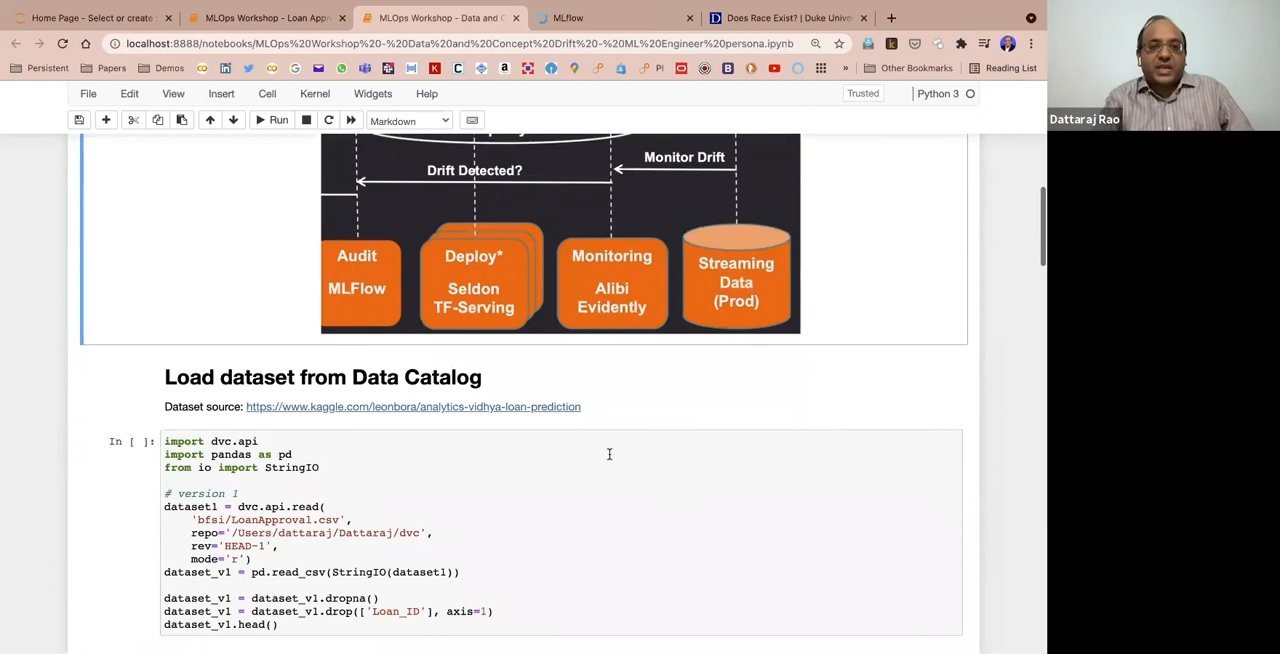 Home Page - Select or create
MLOps Workshop - Loan Appr
MLOps Workshop - Data and C
MLflow
Does Race Exist? | Duke Univer
localhost:8888/notebooks/MLOps%20Workshop%20-%20Data%20and%20Concept%20Drift%20-%20ML%20Engineer%20persona.ipynb
Persistent
Papers
Demos
PI
»
Other Bookmarks
Reading List
File
Edit
View
Insert
Cell
Kernel
Widgets
Help
Trusted
Python 3
Run
Markdown
Dattaraj Rao
Monitor Drift
Drift Detected?
Audit
MLFlow
Deploy*
Seldon
TF-Serving
Monitoring
Alibi
Evidently
Streaming
Data
(Prod)
Load dataset from Data Catalog
Dataset source: https://www.kaggle.com/leonbora/analytics-vidhya-loan-prediction
In [ ]:
import dvc.api
import pandas as pd
from io import StringIO
# version 1
dataset1 = dvc.api.read(
'bfsi/LoanApproval.csv',
repo='/Users/dattaraj/Dattaraj/dvc',
rev='HEAD~1',
mode='r')
dataset_v1 = pd.read_csv(StringIO(dataset1))
dataset_v1 = dataset_v1.dropna()
dataset_v1 = dataset_v1.drop(['Loan_ID'], axis=1)
dataset_v1.head()